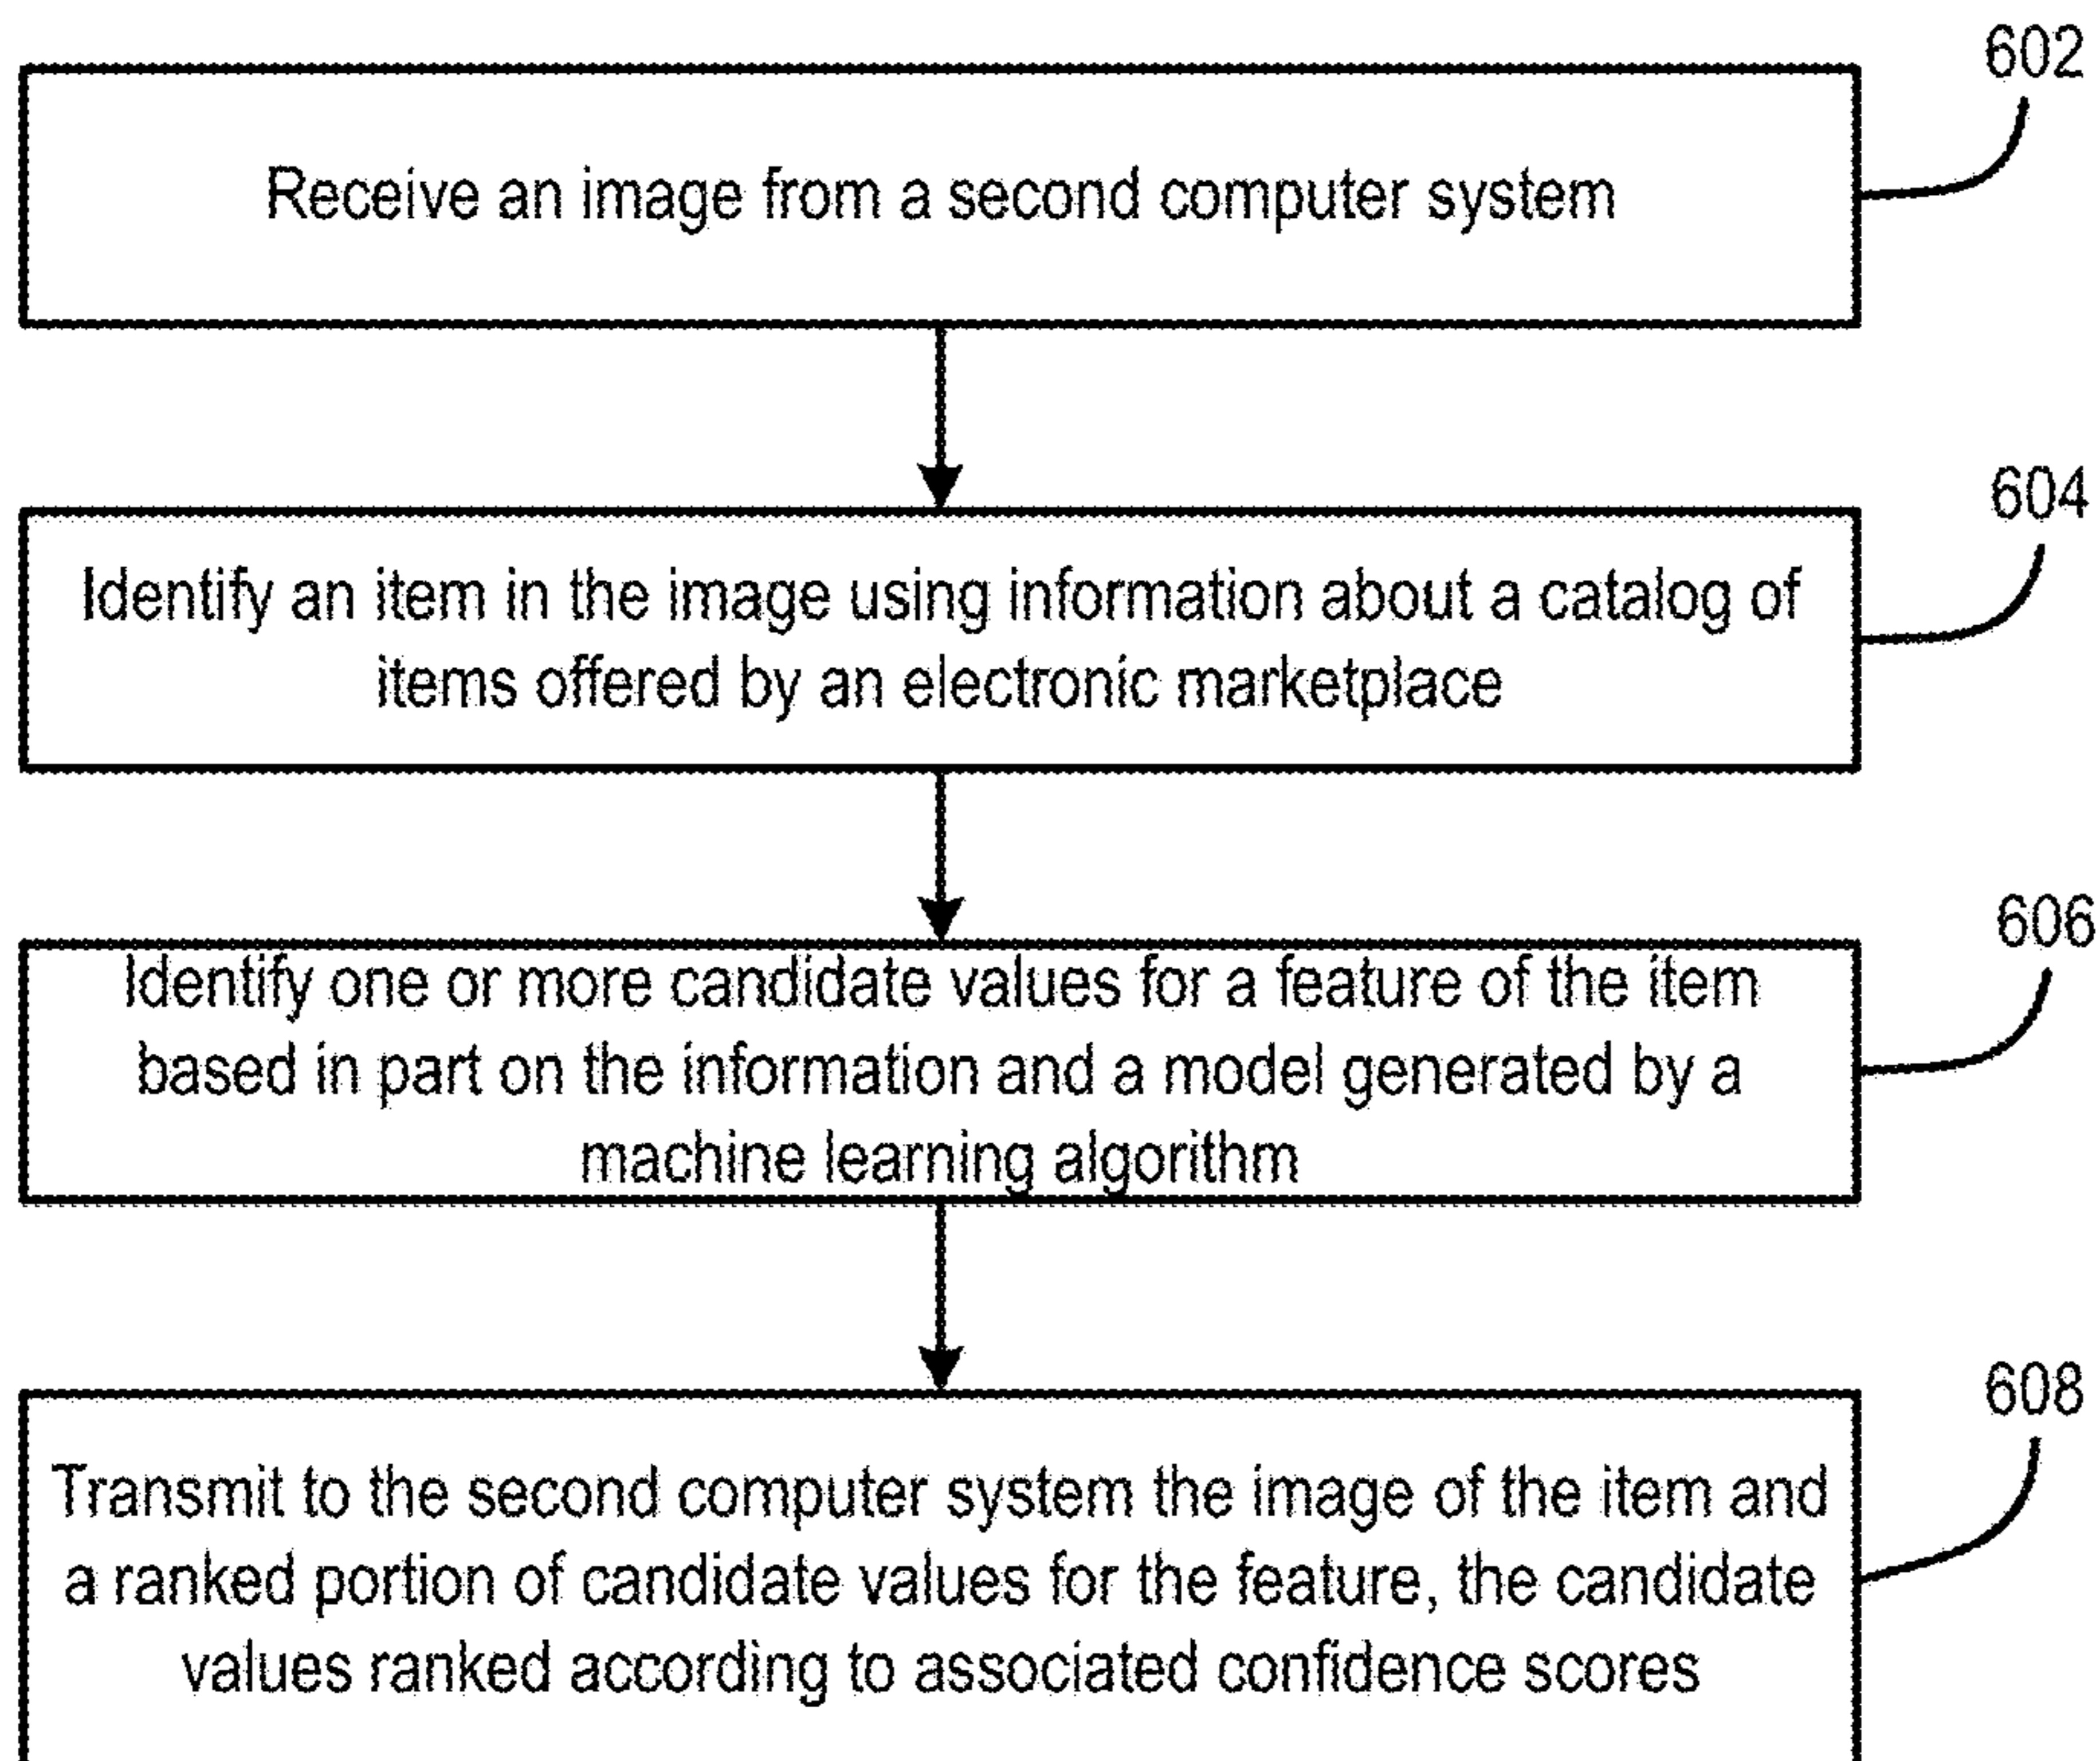 602
Receive an image from a second computer system
604
Identify an item in the image using information about a catalog of
items offered by an electronic marketplace
606
Identify one or more candidate values for a feature of the item
based in part on the information and a model generated by a
machine learning algorithm
608
Transmit to the second computer system the image of the item and
a ranked portion of candidate values for the feature, the candidate
values ranked according to associated confidence scores